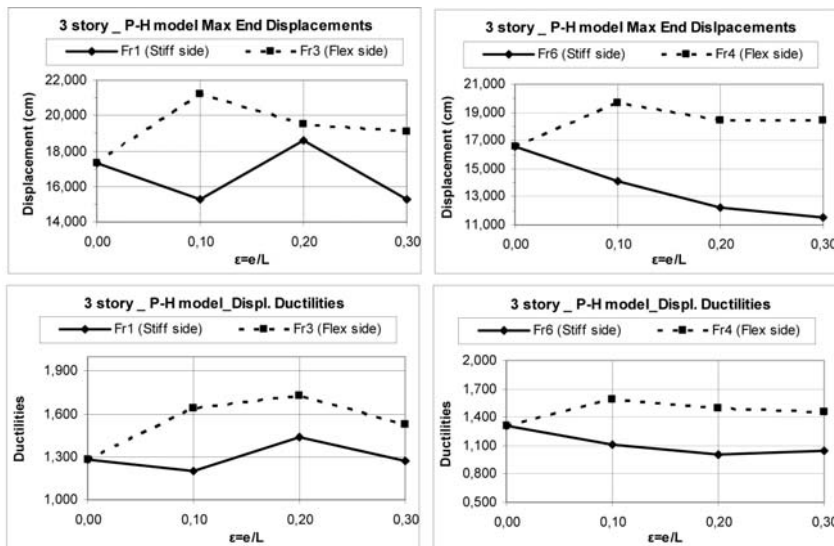 3 story _ P-H model Max End Displacements
Fr1 (Stiff side) Fr3 (Flex side)
Displacement (cm)
22,000
20,000
18,000
16,000
14,000
0,00 0,10 0,20 0,30
ε=e/L
3 story _ P-H model Max End Dislpacements
Fr6 (Stiff side) Fr4 (Flex side)
Displacement (cm)
21,000
19,000
17,000
15,000
13,000
11,000
0,00 0,10 0,20 0,30
ε=e/L
3 story _ P-H model_Displ. Ductilities
Fr1 (Stiff side) Fr3 (Flex side)
Ductilities
1,900
1,600
1,300
1,000
0,00 0,10 0,20 0,30
ε=e/L
3 story _ P-H model_Displ. Ductilities
Fr6 (Stiff side) Fr4 (Flex side)
Ductilities
2,000
1,700
1,400
1,100
0,800
0,500
0,00 0,10 0,20 0,30
ε=e/L